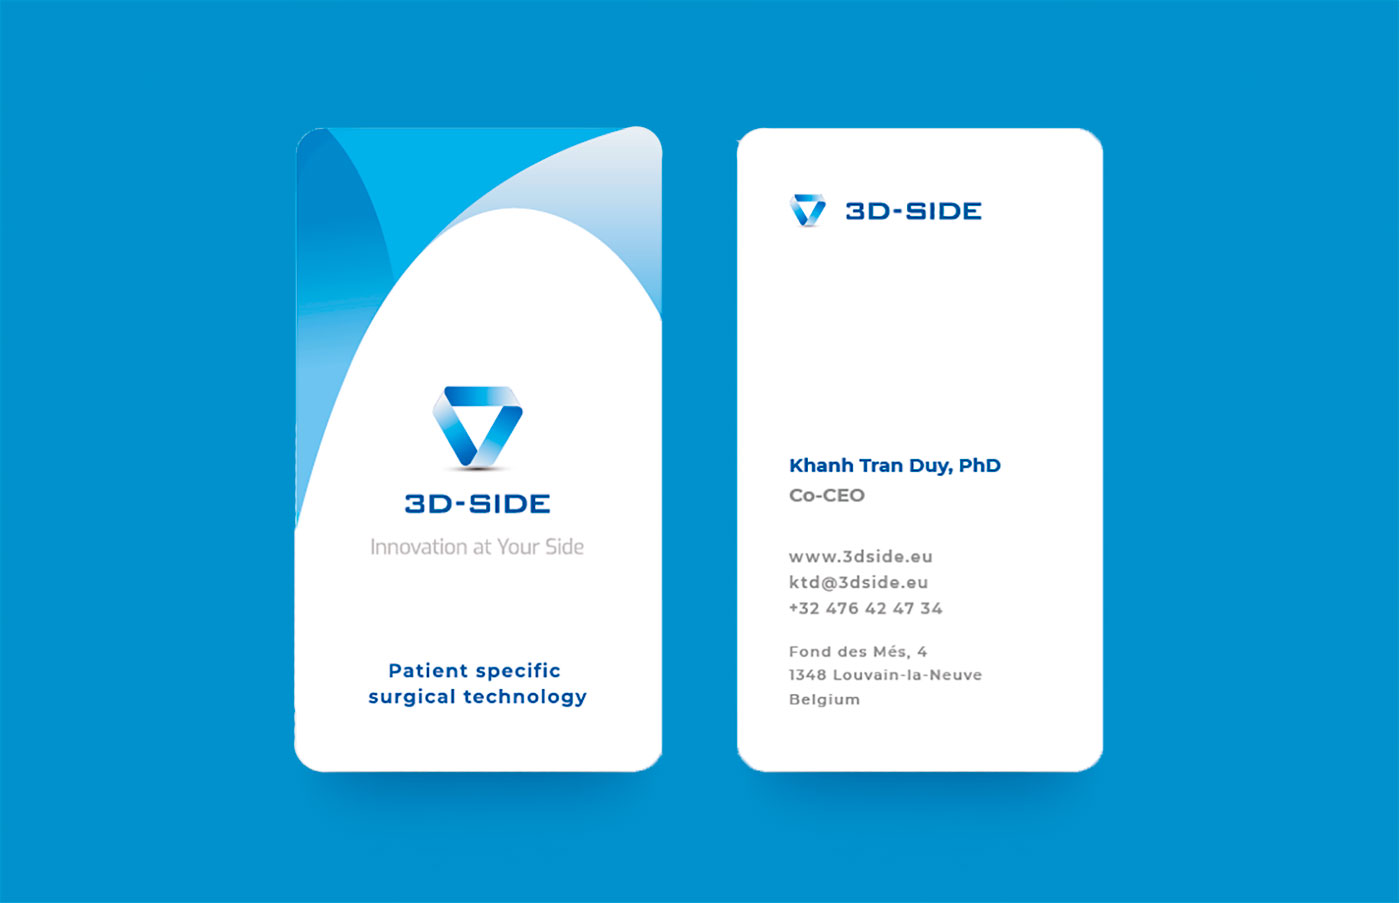 3D-SIDE
Innovation at Your Side
Patient specific
surgical technology
3D-SIDE
Khanh Tran Duy, PhD
Co-CEO
www.3dside.eu
ktd@3dside.eu
+32 476 42 47 34
Fond des Més, 4
1348 Louvain-la-Neuve
Belgium